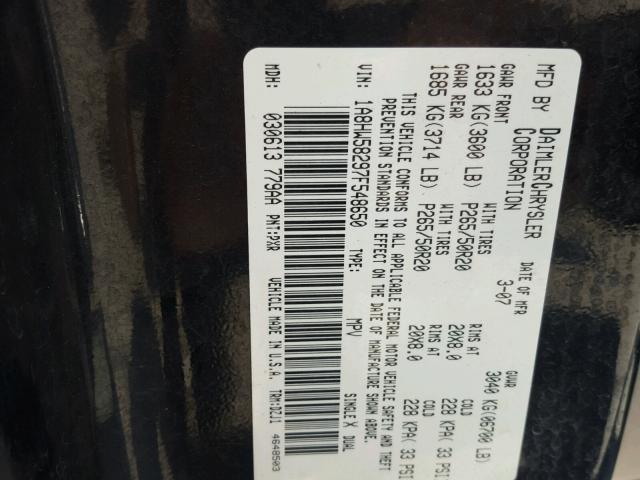 MFD BY DAIMLERCHRYSLER CORPORATION DATE OF MFR 3-07 GVWR 3040 KG(06700 LB)
GAWR FRONT WITH TIRES RIMS AT COLD
1633 KG(3600 LB) P265/50R20 20X8.0 228 KPA( 33 PSI
GAWR REAR WITH TIRES RIMS AT COLD
1685 KG(3714 LB) P265/50R20 20X8.0 228 KPA( 33 PSI
THIS VEHICLE CONFORMS TO ALL APPLICABLE FEDERAL MOTOR VEHICLE SAFETY AND THEFT
PREVENTION STANDARDS IN EFFECT ON THE DATE OF MANUFACTURE SHOWN ABOVE.
VIN: 1A8HW58297F548650 TYPE: MPV SINGLE X DUAL
MDH: 030613 779AA PNT:PXR VEHICLE MADE IN U.S.A. TRM:DZJ1
4648503